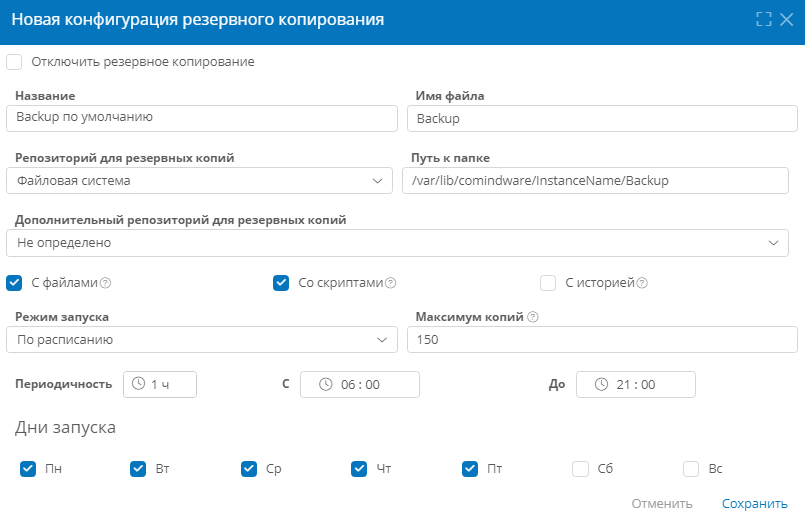 Новая конфигурация резервного копирования
Отключить резервное копирование
Название Имя файла
Backup по умолчанию Backup
Репозиторий для резервных копий Путь к папке
Файловая система /var/lib/comindware/InstanceName/Backup
Дополнительный репозиторий для резервных копий
Не определено
С файлами Со скриптами С историей
Режим запуска Максимум копий
По расписанию 150
Периодичность 1 ч С 06 : 00 До 21 : 00
Дни запуска
Пн Вт Ср Чт Пт Сб Вс
Отменить Сохранить